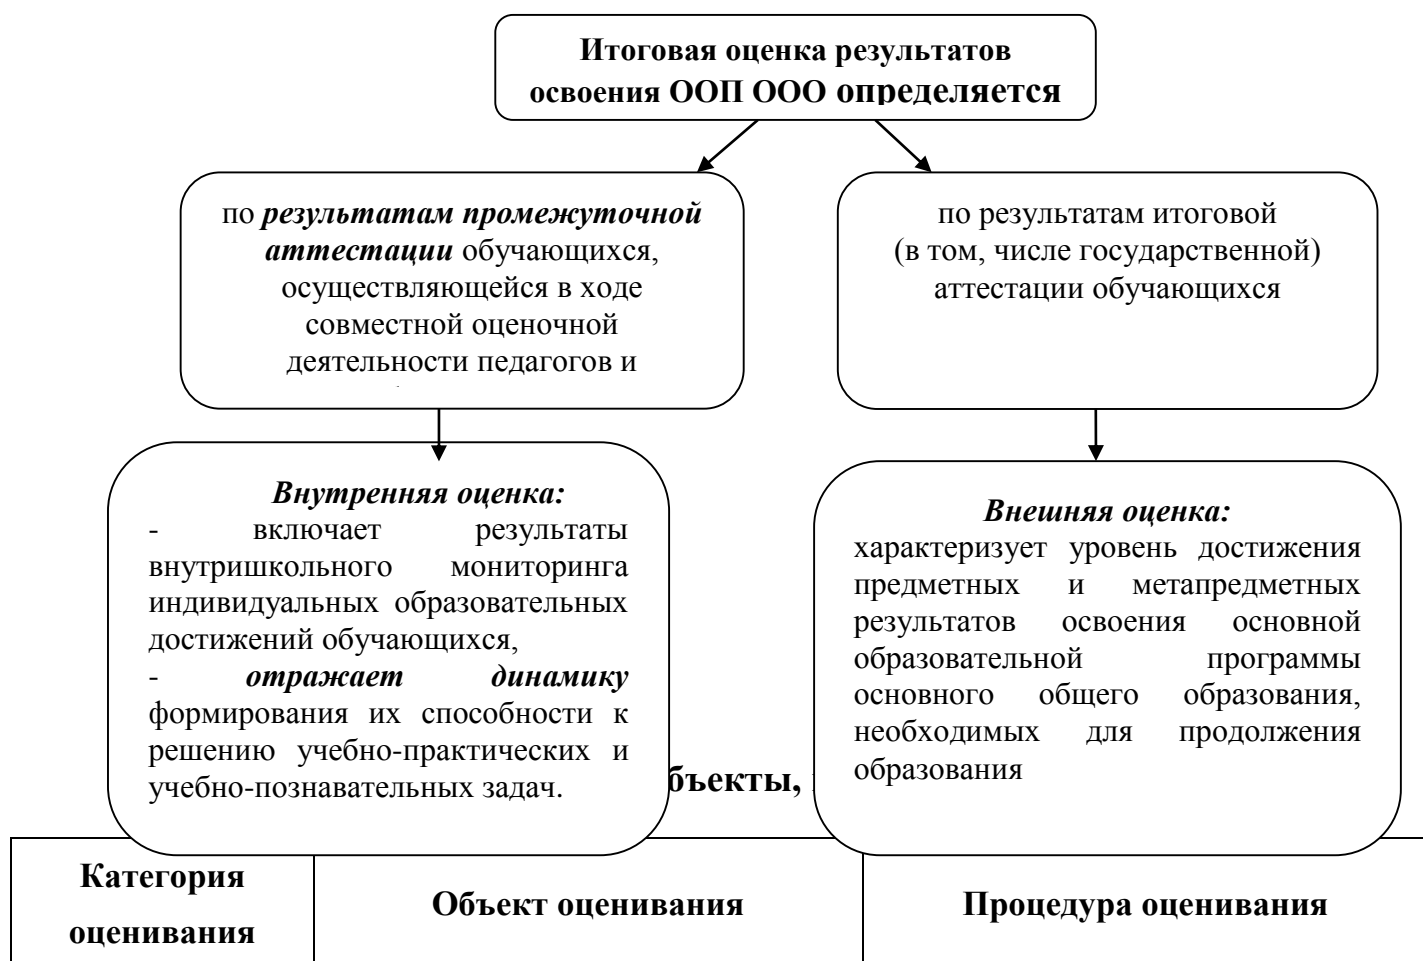 Итоговая оценка результатов
освоения ООП ООО определяется
по результатам промежуточной
аттестации обучающихся,
осуществляющейся в ходе
совместной оценочной
деятельности педагогов и
по результатам итоговой
(в том, числе государственной)
аттестации обучающихся
Внутренняя оценка:
- включает результаты
внутришкольного мониторинга
индивидуальных образовательных
достижений обучающихся,
- отражает динамику
формирования их способности к
решению учебно-практических и
учебно-познавательных задач.
Внешняя оценка:
характеризует уровень достижения
предметных и метапредметных
результатов освоения основной
образовательной программы
основного общего образования,
необходимых для продолжения
образования
бъекты,
Категория
оценивания
Объект оценивания
Процедура оценивания